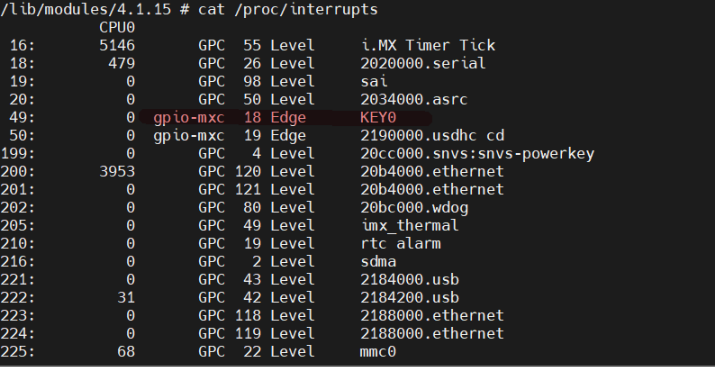 /lib/modules/4.1.15 # cat /proc/interrupts
CPU0
16: 5146 GPC 55 Level i.MX Timer Tick
18: 479 GPC 26 Level 2020000.serial
19: 0 GPC 98 Level sai
20: 0 GPC 50 Level 2034000.asrc
49: 0 gpio-mxc 18 Edge KEY0
50: 0 gpio-mxc 19 Edge 2190000.usdhc cd
199: 0 GPC 4 Level 20cc000.snvs:snvs-powerkey
200: 3953 GPC 120 Level 20b4000.ethernet
201: 0 GPC 121 Level 20b4000.ethernet
202: 0 GPC 80 Level 20bc000.wdog
205: 0 GPC 49 Level imx_thermal
210: 0 GPC 19 Level rtc alarm
216: 0 GPC 2 Level sdma
221: 0 GPC 43 Level 2184000.usb
222: 31 GPC 42 Level 2184200.usb
223: 0 GPC 118 Level 2188000.ethernet
224: 0 GPC 119 Level 2188000.ethernet
225: 68 GPC 22 Level mmc0